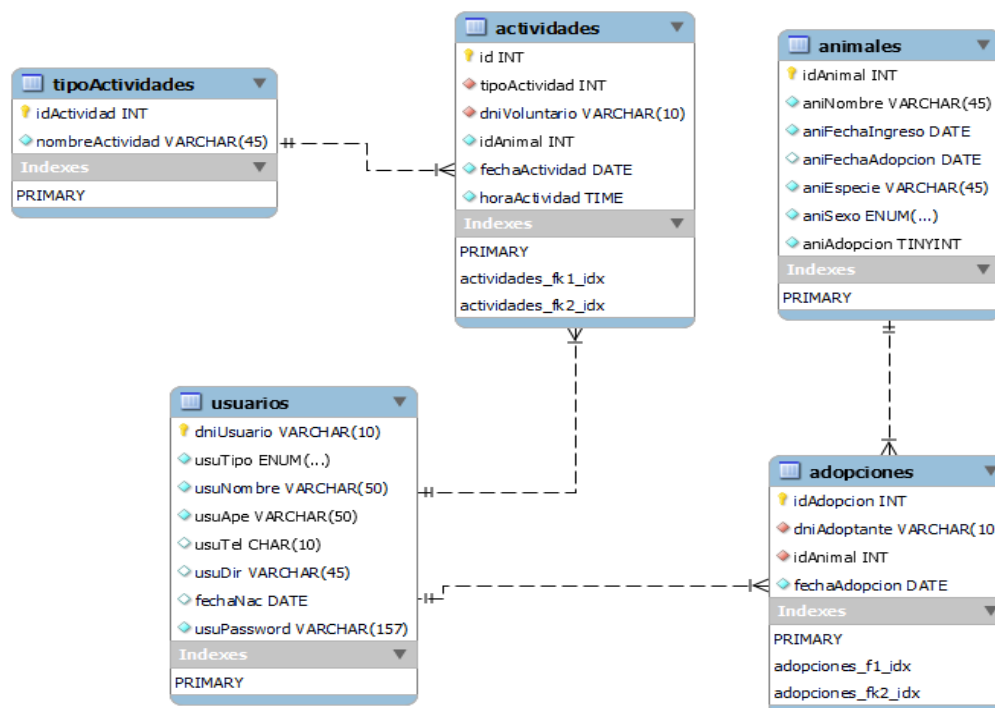 tipoActividades
idActividad INT
nombreActividad VARCHAR(45)
Indexes
PRIMARY
actividades
id INT
tipoActividad INT
dniVoluntario VARCHAR(10)
idAnimal INT
fechaActividad DATE
horaActividad TIME
Indexes
PRIMARY
actividades_fk1_idx
actividades_fk2_idx
animales
idAnimal INT
aniNombre VARCHAR(45)
aniFechaIngreso DATE
aniFechaAdopcion DATE
aniEspecie VARCHAR(45)
aniSexo ENUM(...)
aniAdopcion TINYINT
Indexes
PRIMARY
usuarios
dniUsuario VARCHAR(10)
usuTipo ENUM(...)
usuNombre VARCHAR(50)
usuApe VARCHAR(50)
usuTel CHAR(10)
usuDir VARCHAR(45)
fechaNac DATE
usuPassword VARCHAR(157)
Indexes
PRIMARY
adopciones
idAdopcion INT
dniAdoptante VARCHAR(10
idAnimal INT
fechaAdopcion DATE
Indexes
PRIMARY
adopciones_f1_idx
adopciones_fk2_idx